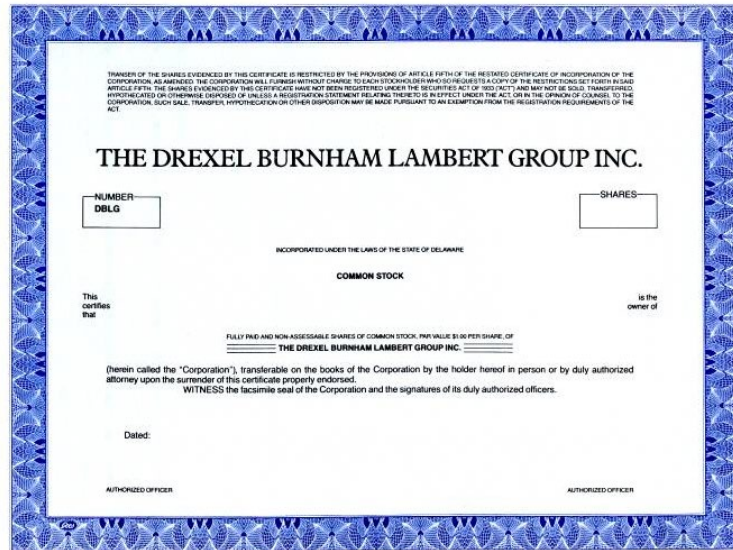 TRANSER OF THE SHARES EVIDENCED BY THIS CERTIFICATE IS RESTRICTED BY THE PROVISIONS OF ARTICLE FIFTH OF THE RESTATED CERTIFICATE OF INCORPORATION OF THE
CORPORATION, AS AMENDED. THE CORPORATION WILL FURNISH WITHOUT CHARGE TO EACH STOCKHOLDER WHO SO REQUESTS A COPY OF THE RESTRICTIONS SET FORTH IN SAID
ARTICLE FIFTH. THE SHARES EVIDENCED BY THIS CERTIFICATE HAVE NOT BEEN REGISTERED UNDER THE SECURITIES ACT OF 1933 ("ACT") AND MAY NOT BE SOLD, TRANSFERRED,
HYPOTHECATED OR OTHERWISE DISPOSED OF UNLESS A REGISTRATION STATEMENT RELATING THERETO IS IN EFFECT UNDER THE ACT, OR IN THE OPINION OF COUNSEL TO THE
CORPORATION, SUCH SALE, TRANSFER, HYPOTHECATION OR OTHER DISPOSITION MAY BE MADE PURSUANT TO AN EXEMPTION FROM THE REGISTRATION REQUIREMENTS OF THE
ACT.
THE DREXEL BURNHAM LAMBERT GROUP INC.
NUMBER
DBLG
SHARES
INCORPORATED UNDER THE LAWS OF THE STATE OF DELAWARE
COMMON STOCK
This
certifies
that
is the
owner of
FULLY PAID AND NON-ASSESSABLE SHARES OF COMMON STOCK, PAR VALUE $1.00 PER SHARE, OF
THE DREXEL BURNHAM LAMBERT GROUP INC.
(herein called the "Corporation"), transferable on the books of the Corporation by the holder hereof in person or by duly authorized
attorney upon the surrender of this certificate properly endorsed.
WITNESS the facsimile seal of the Corporation and the signatures of its duly authorized officers.
Dated:
AUTHORIZED OFFICER
AUTHORIZED OFFICER